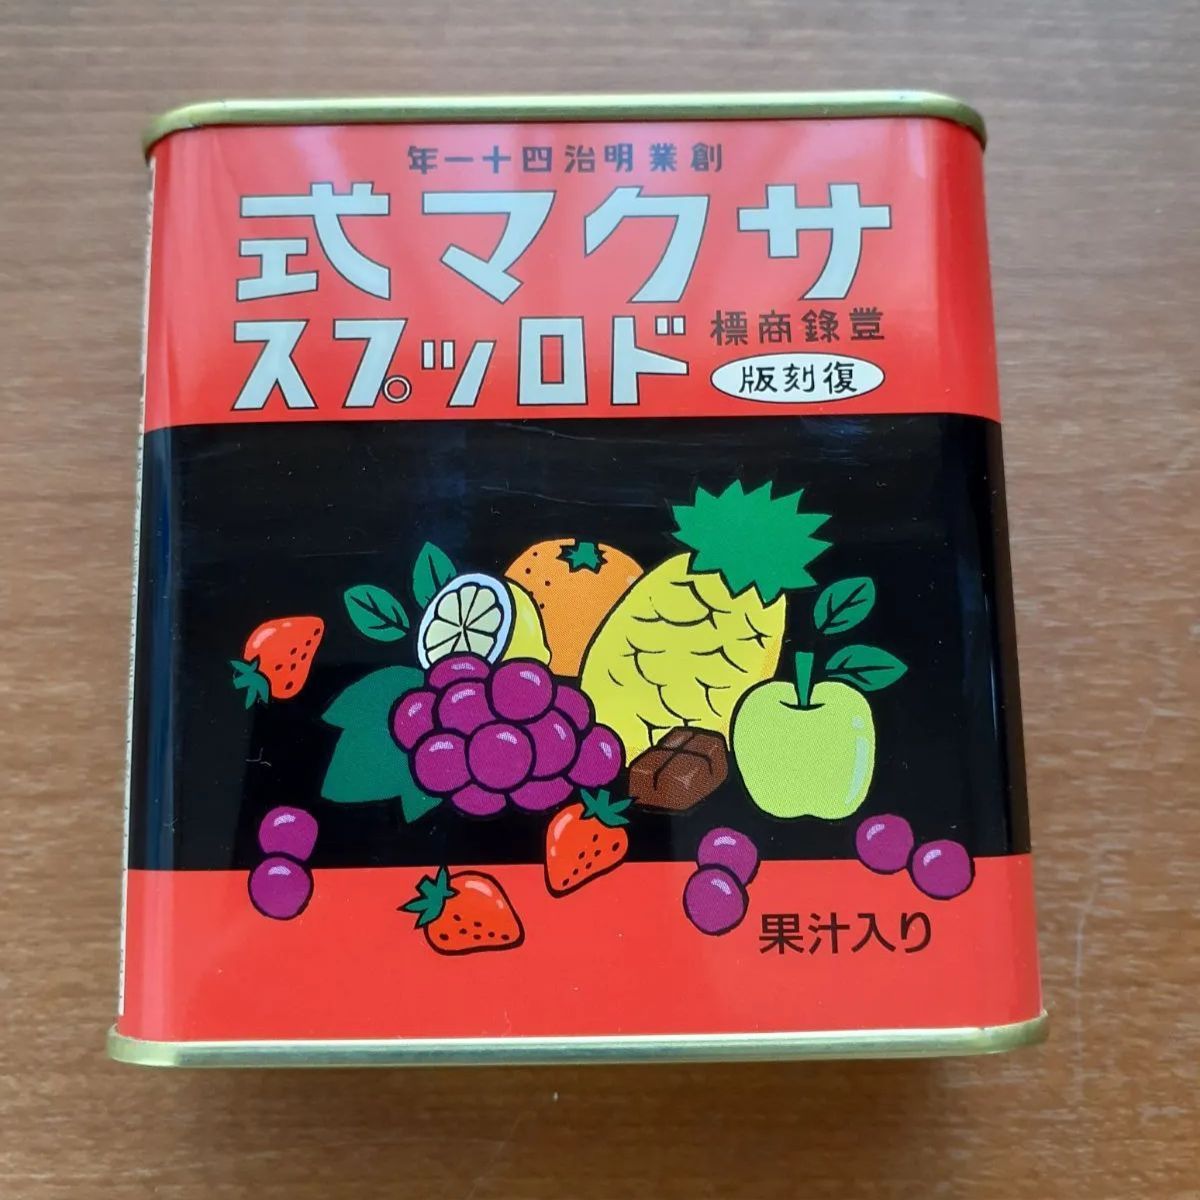 創業明治四十一年
サクマ式
ドロップス
登錄商標
復刻版
果汁入り